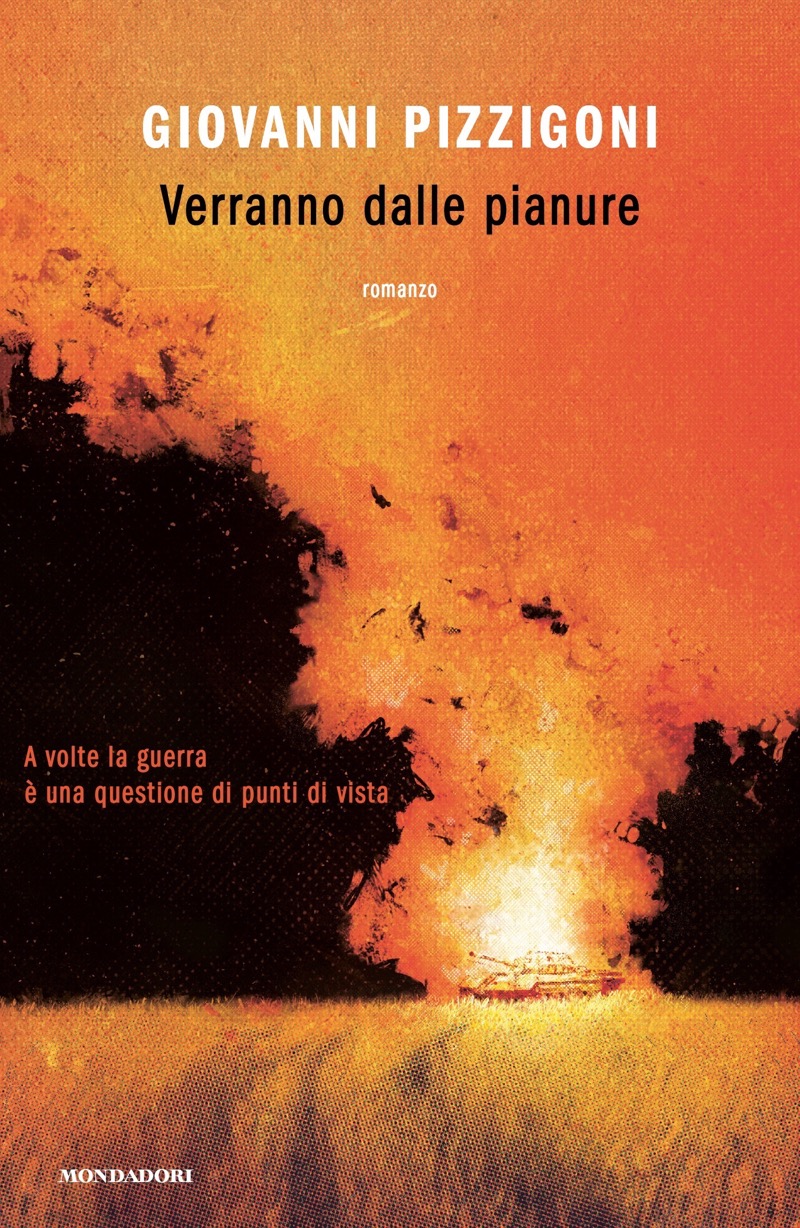 GIOVANNI PIZZIGONI
Verranno dalle pianure
romanzo
A volte la guerra
è una questione di punti di vista
MONDADORI